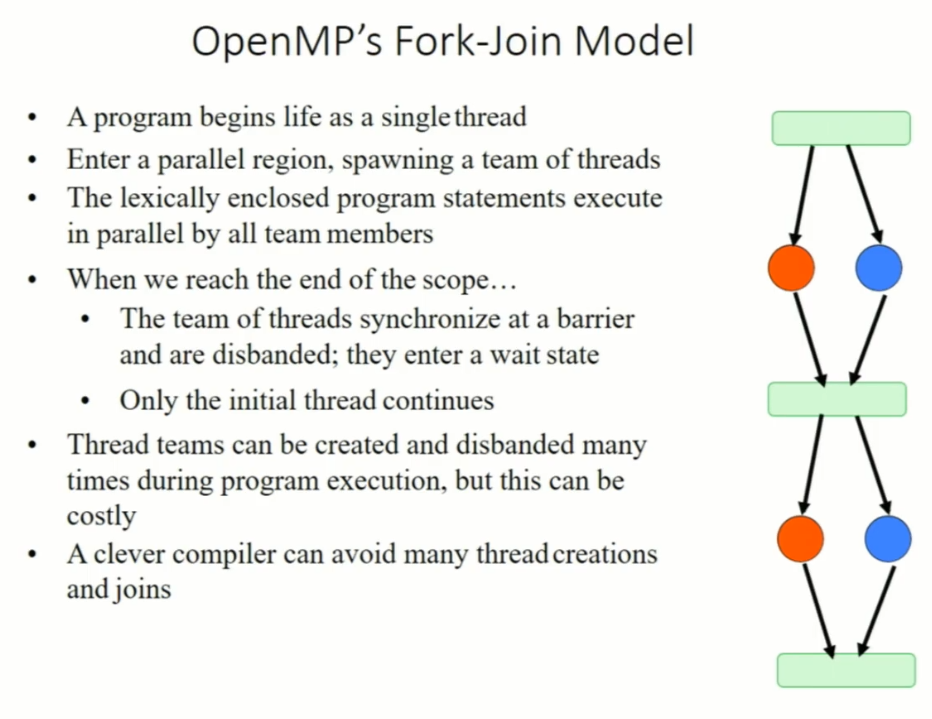 OpenMP’s Fork-Join Model
• A program begins life as a single thread
• Enter a parallel region, spawning a team of threads
• The lexically enclosed program statements execute
in parallel by all team members
• When we reach the end of the scope…
• The team of threads synchronize at a barrier
and are disbanded; they enter a wait state
• Only the initial thread continues
• Thread teams can be created and disbanded many
times during program execution, but this can be
costly
• A clever compiler can avoid many thread creations
and joins